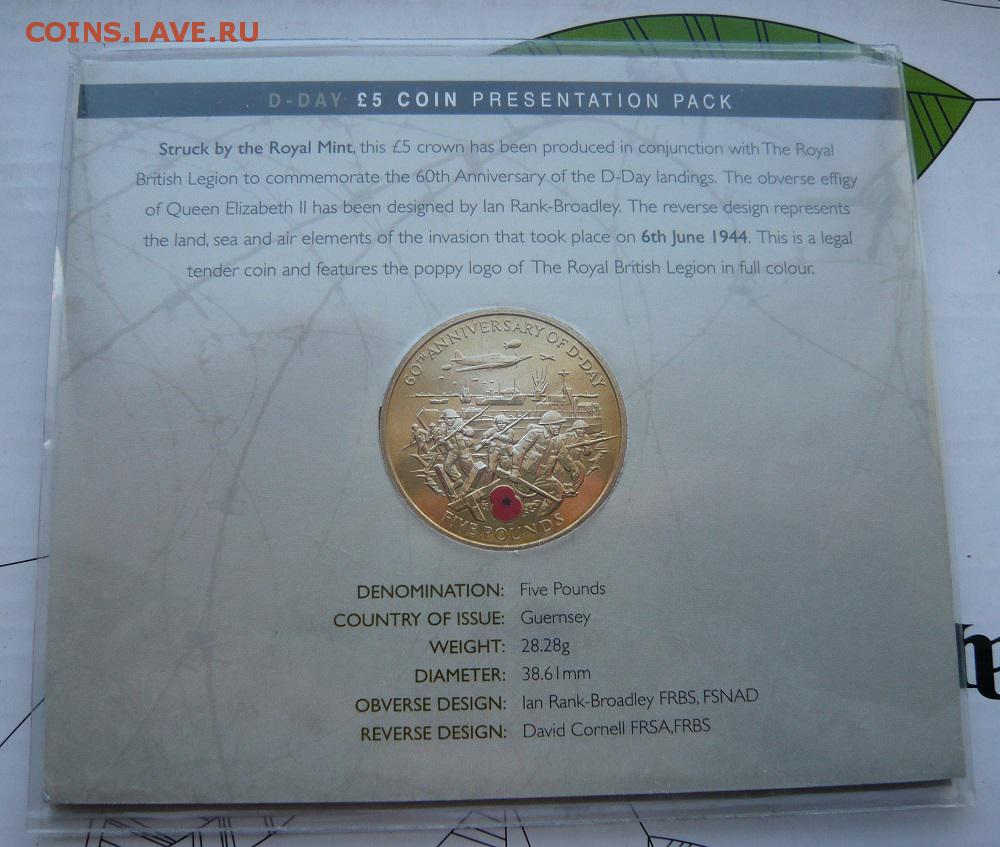 COINS.LAVE.RU
D-DAY £5 COIN PRESENTATION PACK
Struck by the Royal Mint, this £5 crown has been produced in conjunction with The Royal
British Legion to commemorate the 60th Anniversary of the D-Day landings. The obverse effigy
of Queen Elizabeth II has been designed by Ian Rank-Broadley. The reverse design represents
the land, sea and air elements of the invasion that took place on 6th June 1944. This is a legal
tender coin and features the poppy logo of The Royal British Legion in full colour.
60TH ANNIVERSARY OF D-DAY
FIVE POUNDS
DENOMINATION: Five Pounds
COUNTRY OF ISSUE: Guernsey
WEIGHT: 28.28g
DIAMETER: 38.61mm
OBVERSE DESIGN: Ian Rank-Broadley FRBS, FSNAD
REVERSE DESIGN: David Cornell FRSA,FRBS